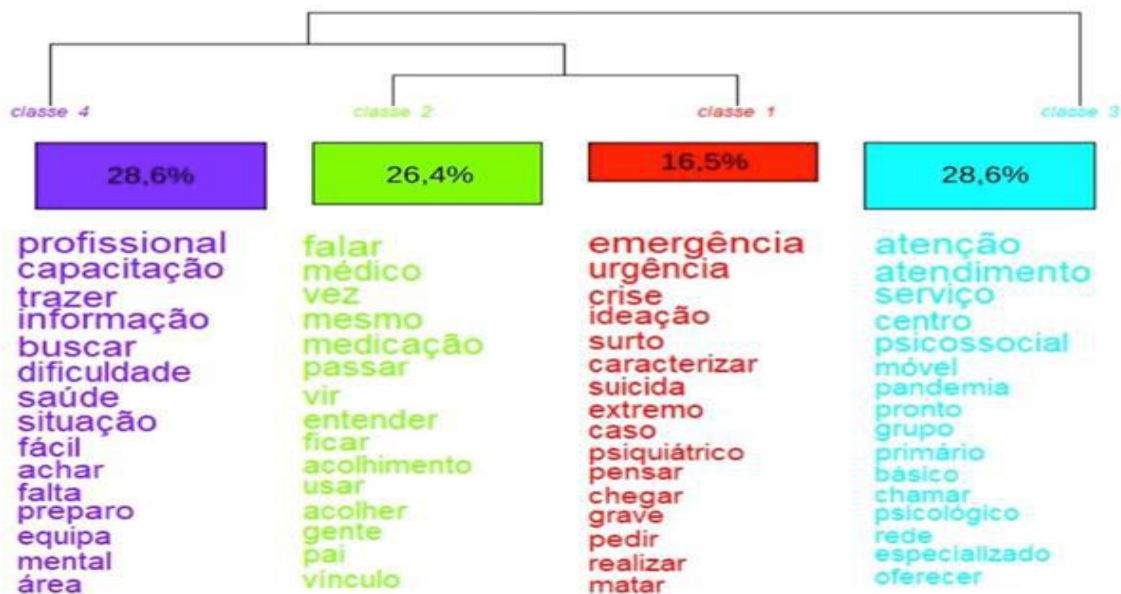 classe 4
classe 2
classe 1
classe 3
28,6%
26,4%
16,5%
28,6%
profissional
capacitação
trazer
informação
buscar
dificuldade
saúde
situação
fácil
achar
falta
preparo
equipa
mental
área
falar
médico
vez
mesmo
medicação
passar
vir
entender
ficar
acolhimento
usar
acolher
gente
pai
vínculo
emergência
urgência
crise
ideação
surto
caracterizar
suicida
extremo
caso
psiquiátrico
pensar
chegar
grave
pedir
realizar
matar
atenção
atendimento
serviço
centro
psicossocial
móvel
pandemia
pronto
grupo
primário
básico
chamar
psicológico
rede
especializado
oferecer